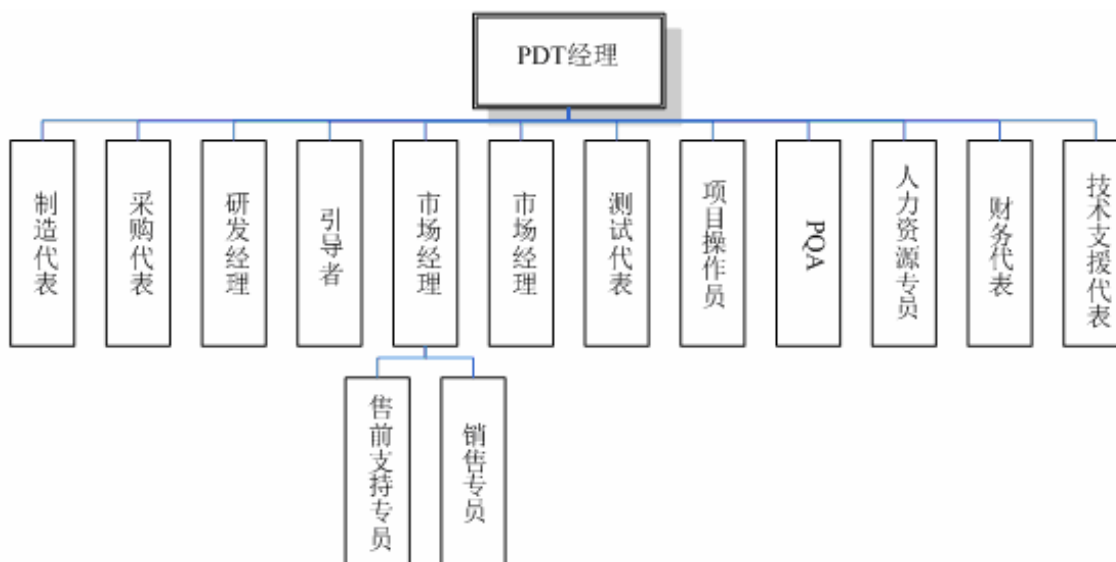 PDT经理
制造代表
采购代表
研发经理
引导者
市场经理
市场经理
测试代表
项目操作员
PQA
人力资源专员
财务代表
技术支援代表
售前支持专员
销售专员